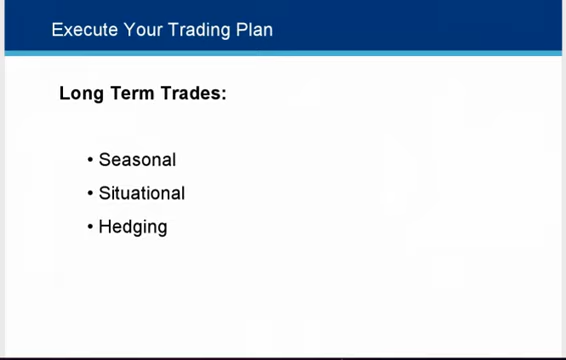 Execute Your Trading Plan
Long Term Trades:
• Seasonal
• Situational
• Hedging